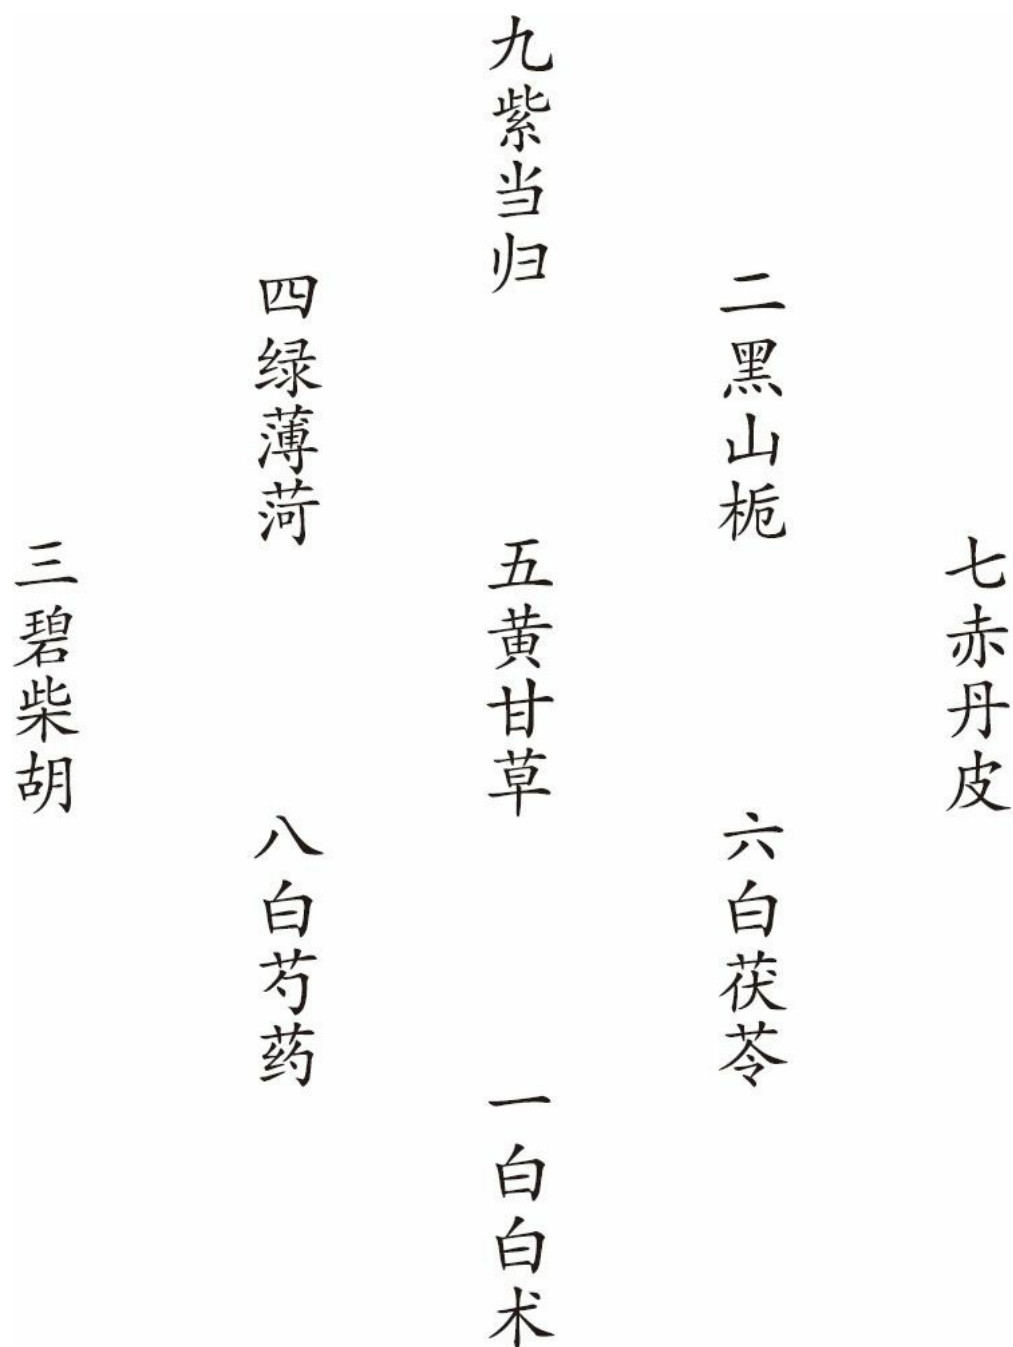 九紫当归
四绿薄荷
二黑山栀
三碧柴胡
五黄甘草
七赤丹皮
八白芍药
六白茯苓
一白白术